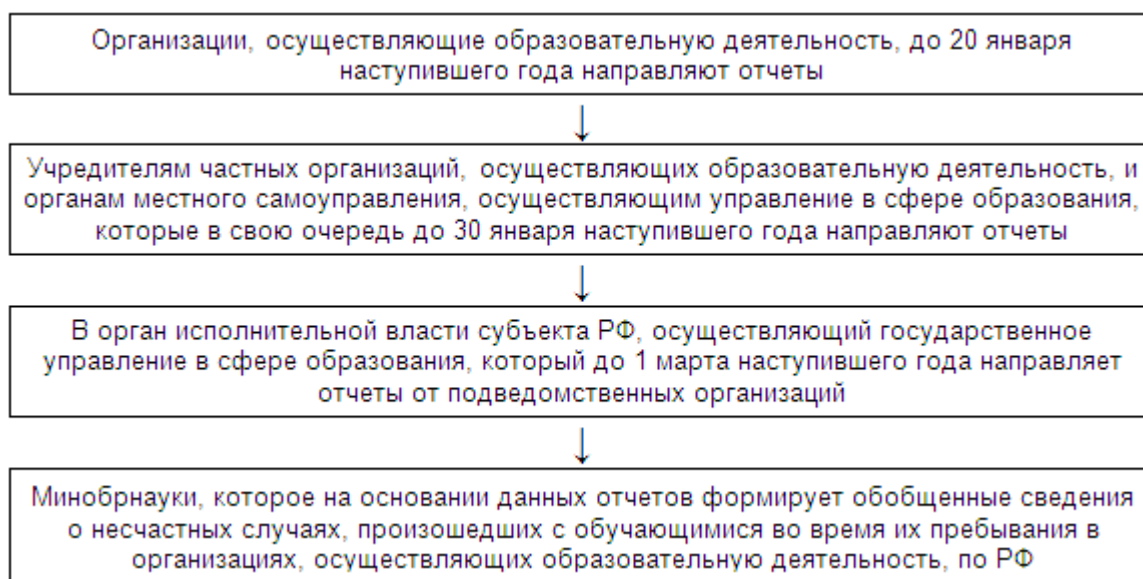 Организации, осуществляющие образовательную деятельность, до 20 января
наступившего года направляют отчеты
↓
Учредителям частных организаций, осуществляющих образовательную деятельность, и
органам местного самоуправления, осуществляющим управление в сфере образования,
которые в свою очередь до 30 января наступившего года направляют отчеты
↓
В орган исполнительной власти субъекта РФ, осуществляющий государственное
управление в сфере образования, который до 1 марта наступившего года направляет
отчеты от подведомственных организаций
↓
Минобрнауки, которое на основании данных отчетов формирует обобщенные сведения
о несчастных случаях, произошедших с обучающимися во время их пребывания в
организациях, осуществляющих образовательную деятельность, по РФ